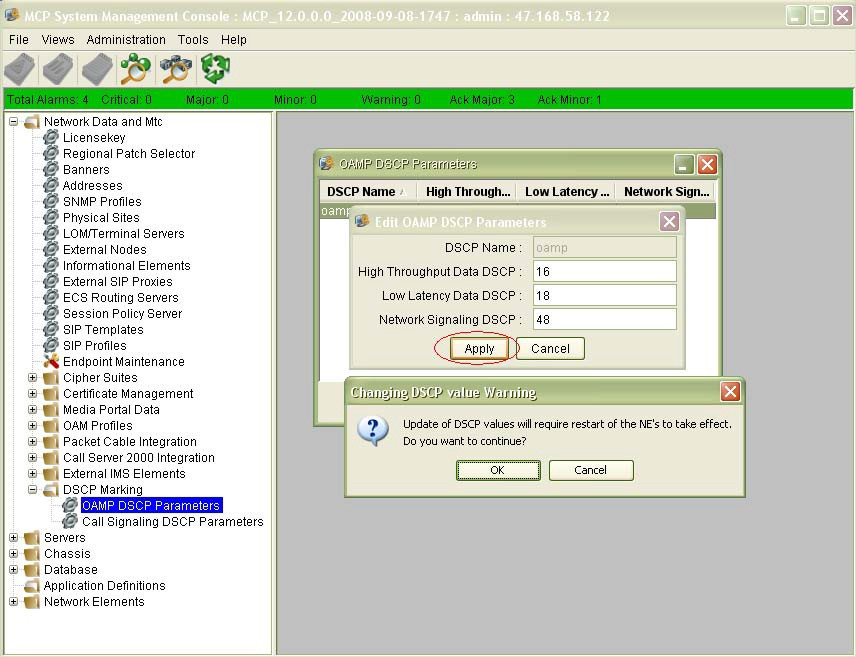 MCP System Management Console : MCP_12.0.0.0_2008-09-08-1747 : admin : 47.168.58.122
File Views Administration Tools Help
Total Alarms: 4 Critical: 0 Major: 0 Minor: 0 Warning: 0 Ack Major: 3 Ack Minor: 1
Network Data and Mtc
Licensekey
Regional Patch Selector
Banners
Addresses
SNMP Profiles
Physical Sites
LOM/Terminal Servers
External Nodes
Informational Elements
External SIP Proxies
ECS Routing Servers
Session Policy Server
SIP Templates
SIP Profiles
Endpoint Maintenance
Cipher Suites
Certificate Management
Media Portal Data
OAM Profiles
Packet Cable Integration
Call Server 2000 Integration
External IMS Elements
DSCP Marking
OAMP DSCP Parameters
Call Signaling DSCP Parameters
Servers
Chassis
Database
Application Definitions
Network Elements
OAMP DSCP Parameters
DSCP Name High Through... Low Latency ... Network Sign...
oamp
Edit OAMP DSCP Parameters
DSCP Name : oamp
High Throughput Data DSCP : 16
Low Latency Data DSCP : 18
Network Signaling DSCP : 48
Apply Cancel
Changing DSCP value Warning
Update of DSCP values will require restart of the NE's to take effect.
Do you want to continue?
OK Cancel